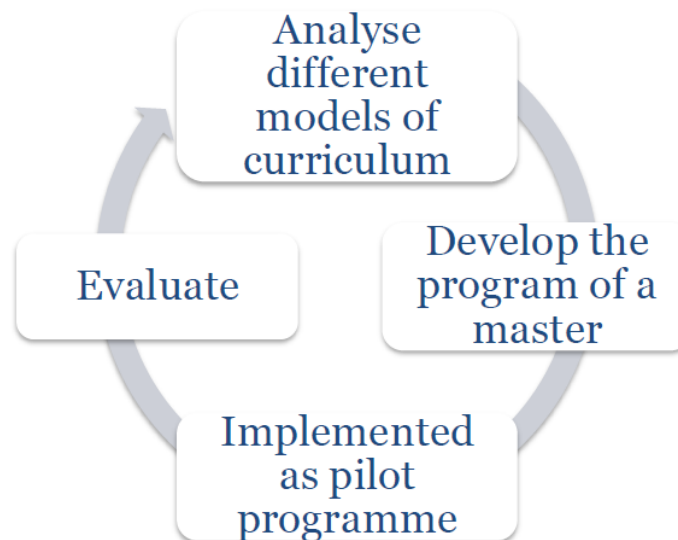 Analyse
different
models of
curriculum
Develop the
program of a
master
Implemented
as pilot
programme
Evaluate